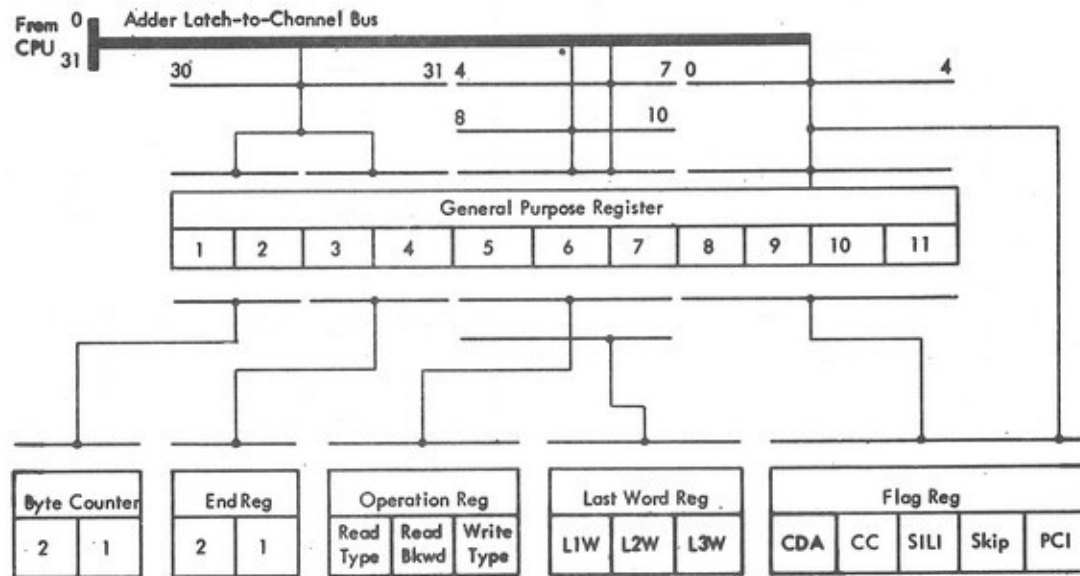 From 0 Adder Latch-to-Channel Bus
CPU 31
30 31 4 7 0 4
8 10
General Purpose Register
1 2 3 4 5 6 7 8 9 10 11
Byte Counter End Reg Operation Reg Last Word Reg Flag Reg
2 1 2 1 Read Type Read Bkwd Write Type L1W L2W L3W CDA CC SILI Skip PCI